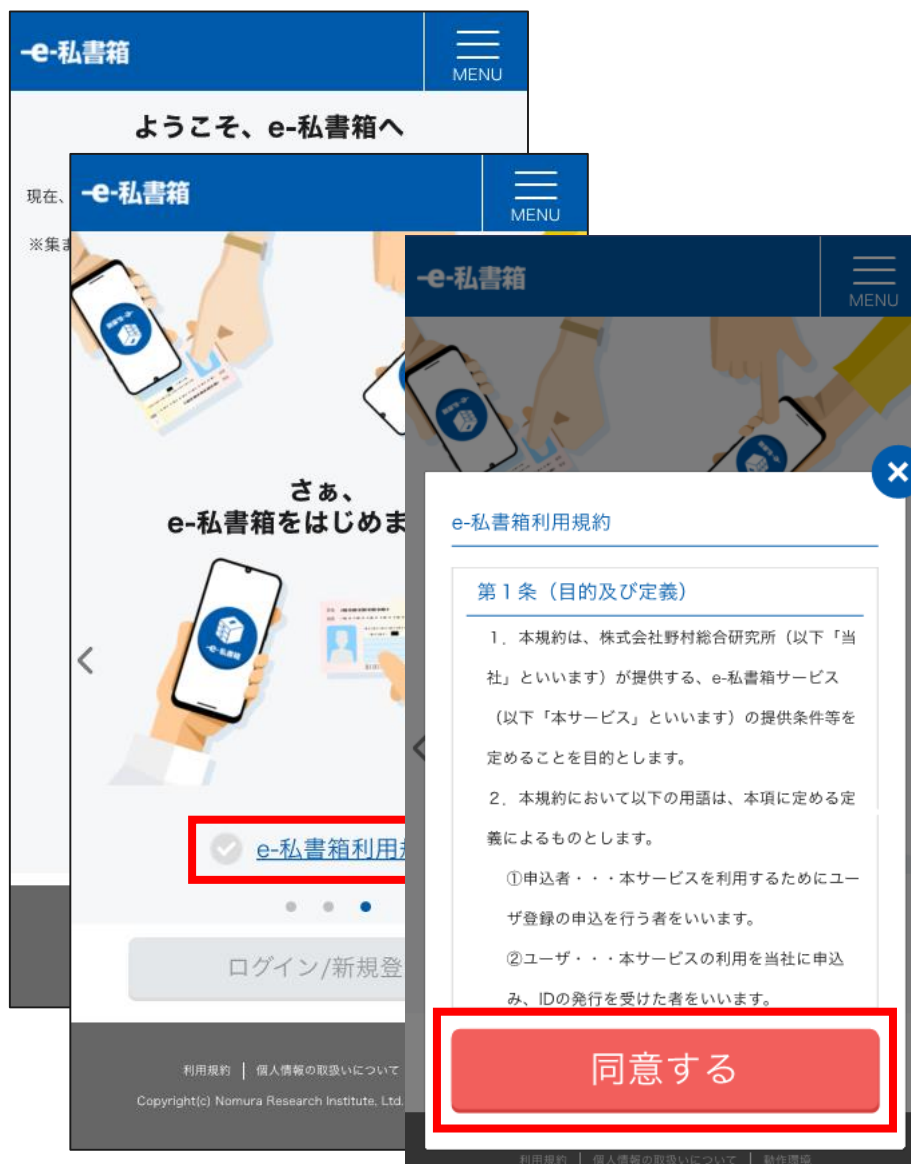 -e-私書箱
MENU
ようこそ、e-私書箱へ
現在、
※集ま
-e-私書箱
MENU
さぁ、
e-私書箱をはじめま
e-私書箱利用
ログイン/新規登
利用規約 | 個人情報の取扱いについて
Copyright(c) Nomura Research Institute, Ltd.
-e-私書箱
MENU
e-私書箱利用規約
第1条（目的及び定義）
1．本規約は、株式会社野村総合研究所（以下「当
社」といいます）が提供する、e-私書箱サービス
（以下「本サービス」といいます）の提供条件等を
定めることを目的とします。
2．本規約において以下の用語は、本項に定める定
義によるものとします。
①申込者・・・本サービスを利用するためにユー
ザ登録の申込を行う者をいいます。
②ユーザ・・・本サービスの利用を当社に申込
み、IDの発行を受けた者をいいます。
同意する
利用規約 | 個人情報の取扱いについて | 動作環境